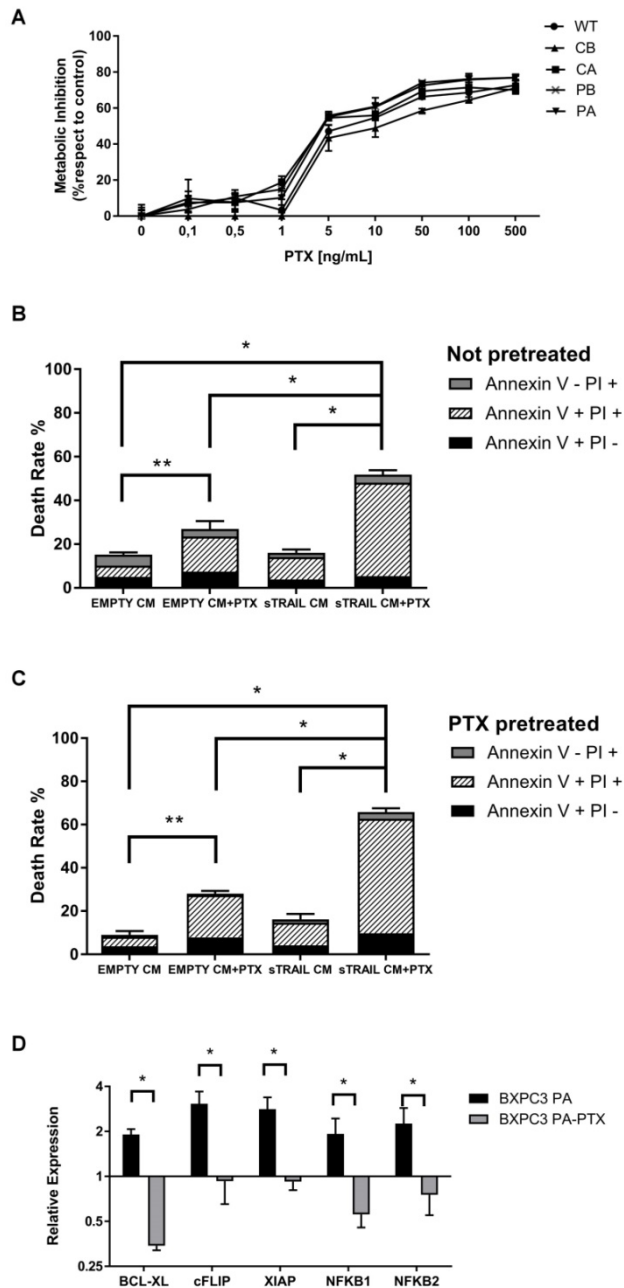 A
Metabolic Inhibition
(%respect to control)
100
80
60
40
20
0
0
0,1
0,5
1
5
10
50
100
500
PTX [ng/mL]
WT
CB
CA
PB
PA
B
Death Rate %
100
80
60
40
20
0
*
*
*
**
EMPTY CM
EMPTY CM+PTX
sTRAIL CM
sTRAIL CM+PTX
Not pretreated
Annexin V - PI +
Annexin V + PI +
Annexin V + PI -
C
Death Rate %
100
80
60
40
20
0
*
*
*
**
EMPTY CM
EMPTY CM+PTX
sTRAIL CM
sTRAIL CM+PTX
PTX pretreated
Annexin V - PI +
Annexin V + PI +
Annexin V + PI -
D
Relative Expression
4
2
1
0.5
0.25
*
*
*
*
*
BCL-XL
cFLIP
XIAP
NFKB1
NFKB2
BXPC3 PA
BXPC3 PA-PTX